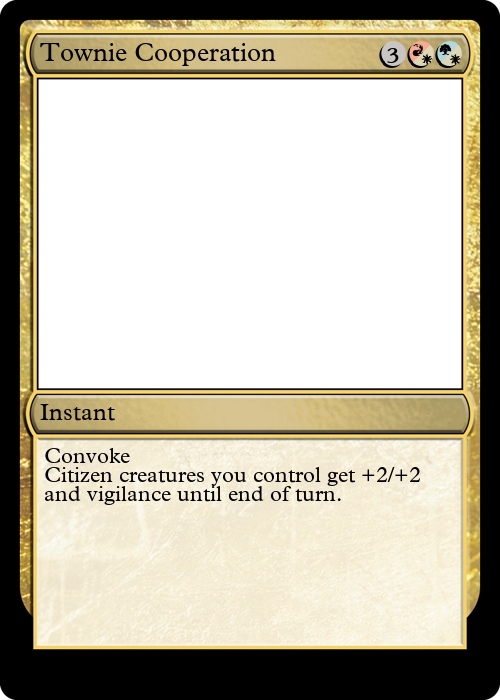 Townie Cooperation 3
Instant
Convoke
Citizen creatures you control get +2/+2
and vigilance until end of turn.